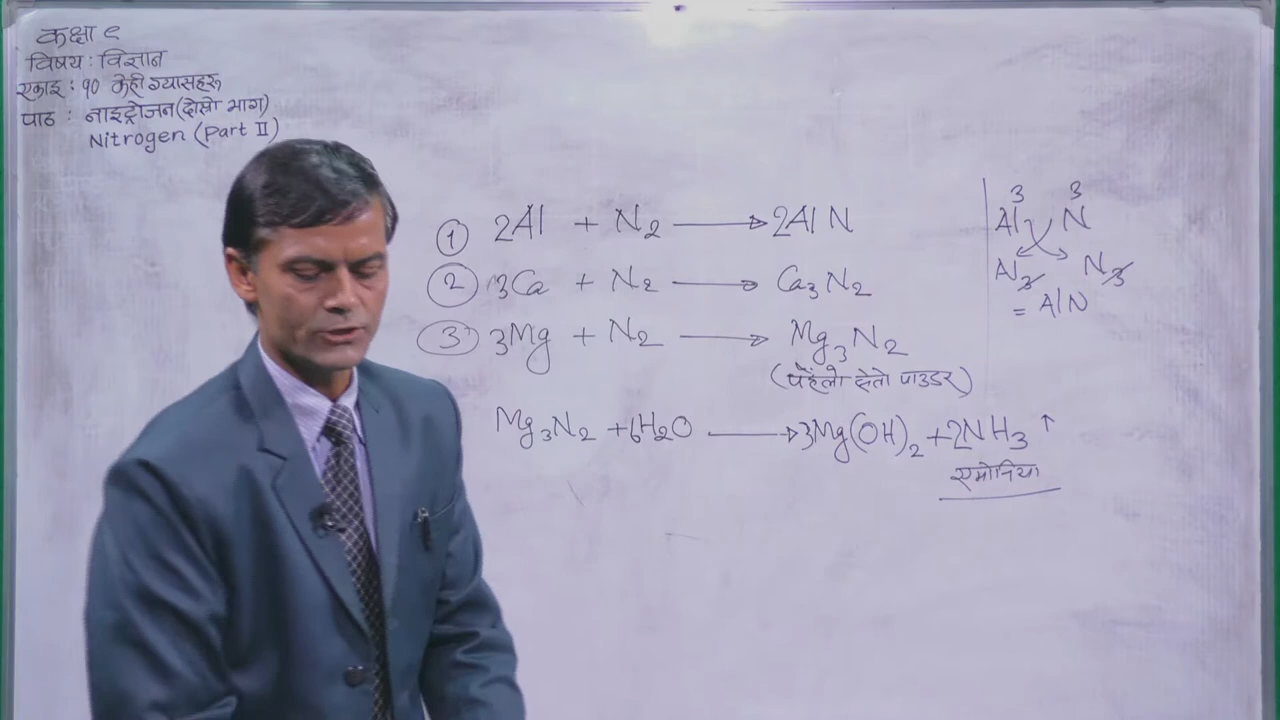 कक्षा ९
विषय : विज्ञान
एकाइ : १० केही ग्यासहरू
पाठ : नाइट्रोजन (दोस्रो भाग)
Nitrogen (Part II)
① 2Al + N₂ ⟶ 2AlN
② 3Ca + N₂ ⟶ Ca₃N₂
③ 3Mg + N₂ ⟶ Mg₃N₂
(पहेँलो सेतो पाउडर)
Mg₃N₂ + 6H₂O ⟶ 3Mg(OH)₂ + 2NH₃ ↑
एमोनिया
3 3
Al N
Al₃ N₃
= AlN